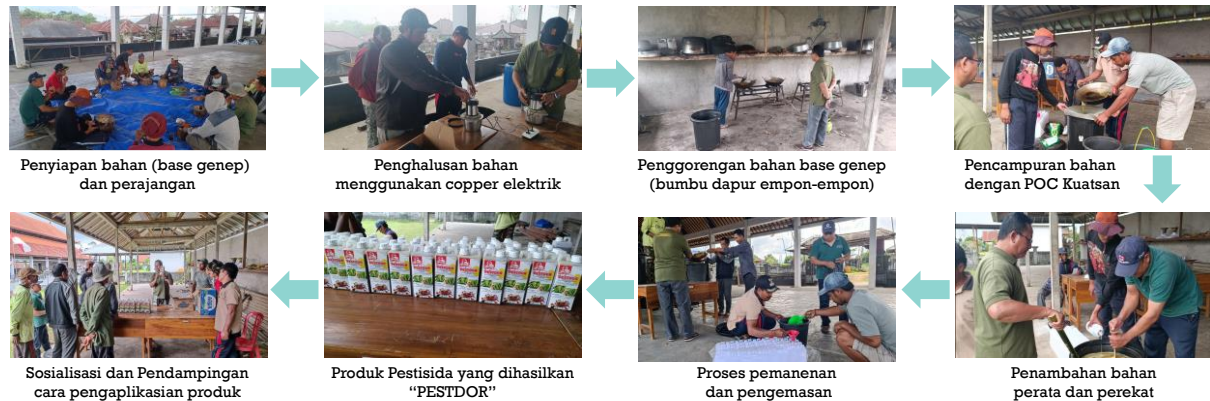 Penyiapan bahan (base genep)
dan perajangan
Penghalusan bahan
menggunakan copper elektrik
Penggorengan bahan base genep
(bumbu dapur empon-empon)
Pencampuran bahan
dengan POC Kuatsan
Penambahan bahan
perata dan perekat
Proses pemanenan
dan pengemasan
Produk Pestisida yang dihasilkan
“PESTDOR”
Sosialisasi dan Pendampingan
cara pengaplikasian produk